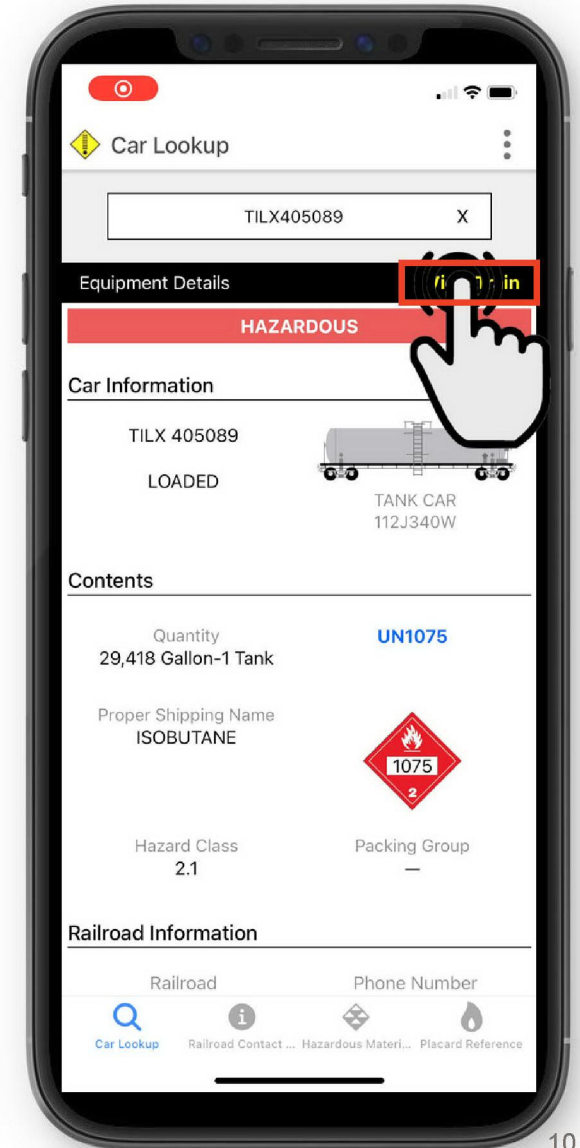 Car Lookup
TILX405089 X
Equipment Details
HAZARDOUS
Car Information
TILX 405089
LOADED
TANK CAR
112J340W
Contents
Quantity
29,418 Gallon-1 Tank
UN1075
Proper Shipping Name
ISOBUTANE
1075
2
Hazard Class
2.1
Packing Group
—
Railroad Information
Railroad Phone Number
Car Lookup Railroad Contact ... Hazardous Materi... Placard Reference
10